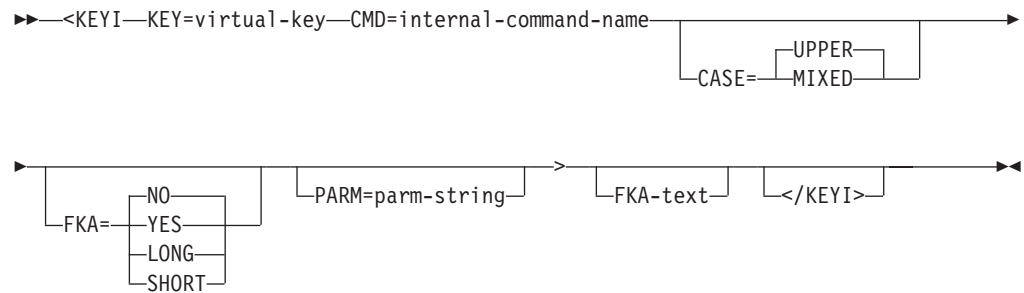 <KEYI KEY=virtual-key CMD=internal-command-name
UPPER
CASE= MIXED
NO
FKA= YES
LONG
SHORT
PARM=parm-string
>
FKA-text
</KEYI>